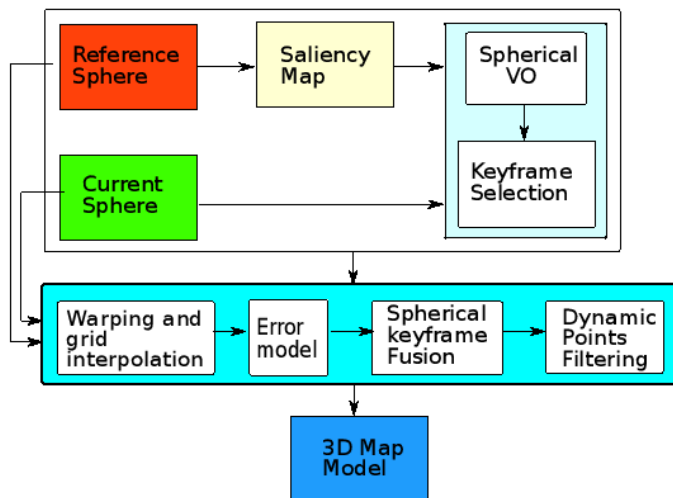 Reference
Sphere
Saliency
Map
Spherical
VO
Keyframe
Selection
Current
Sphere
Warping and
grid
interpolation
Error
model
Spherical
keyframe
Fusion
Dynamic
Points
Filtering
3D Map
Model